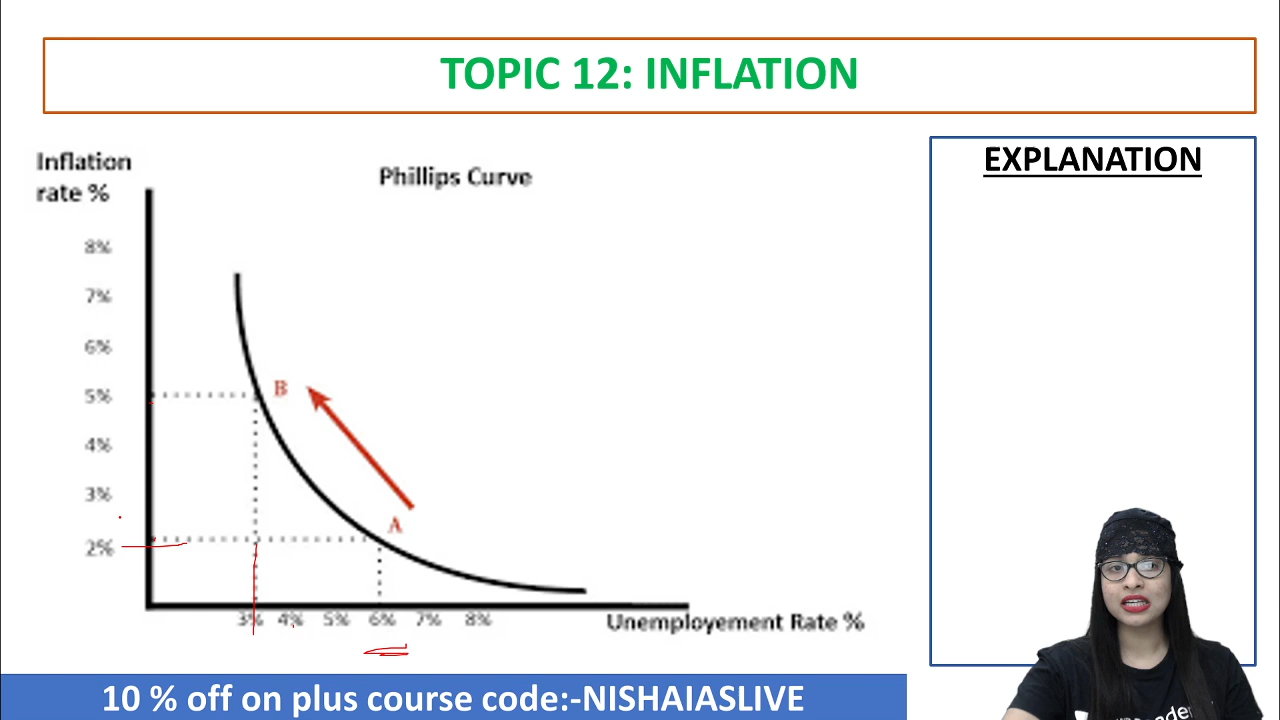 TOPIC 12: INFLATION
Inflation
rate %
Phillips Curve
EXPLANATION
8%
7%
6%
5%
B
4%
3%
A
2%
3% 4% 5% 6% 7% 8%
Unemployement Rate %
10 % off on plus course code:-NISHAIASLIVE